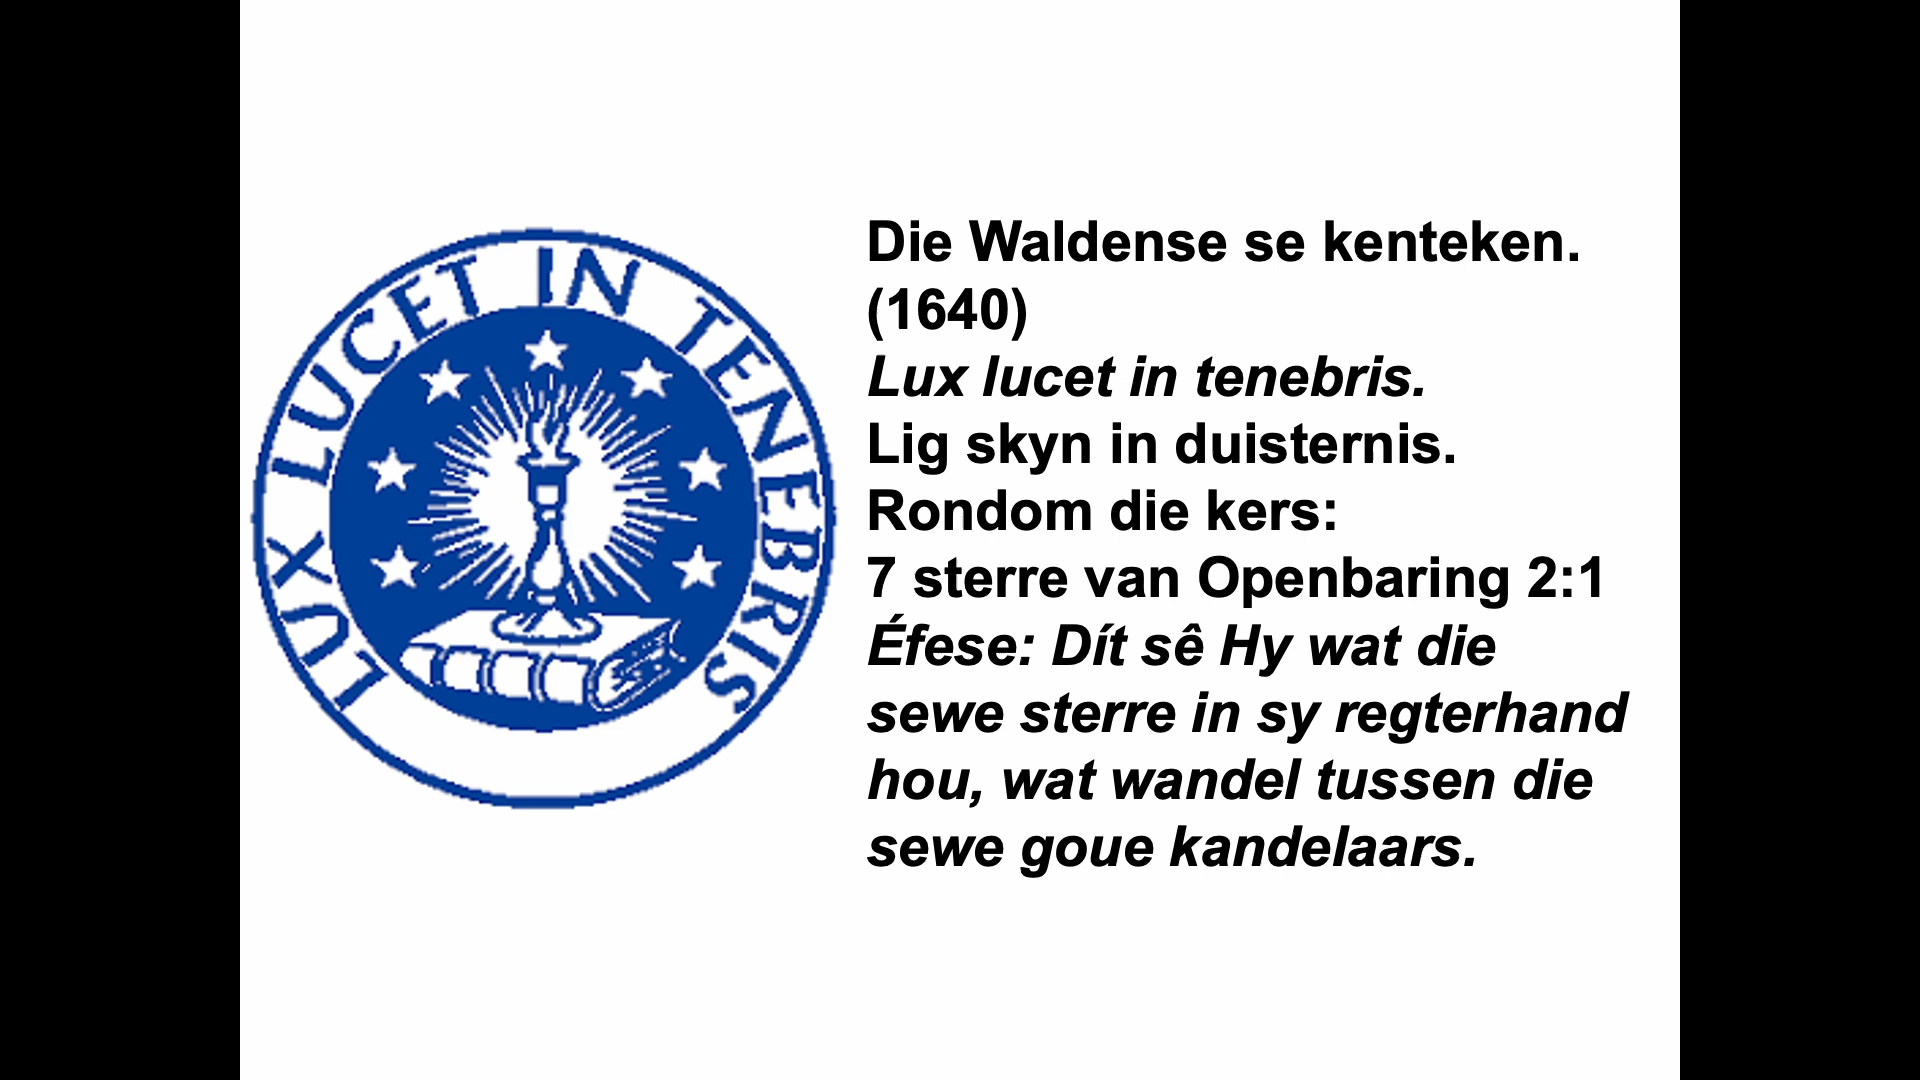 LUX LUCET IN TENEBRIS
Die Waldense se kenteken.
(1640)
Lux lucet in tenebris.
Lig skyn in duisternis.
Rondom die kers:
7 sterre van Openbaring 2:1
Éfese: Dít sê Hy wat die
sewe sterre in sy regterhand
hou, wat wandel tussen die
sewe goue kandelaars.